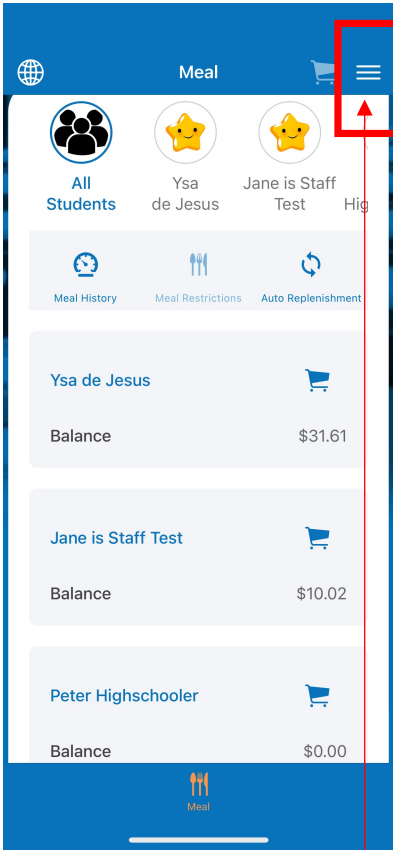 Meal
All Students
Ysa de Jesus
Jane is Staff Test
Hig
Meal History
Meal Restrictions
Auto Replenishment
Ysa de Jesus
Balance
$31.61
Jane is Staff Test
Balance
$10.02
Peter Highschooler
Balance
$0.00
Meal